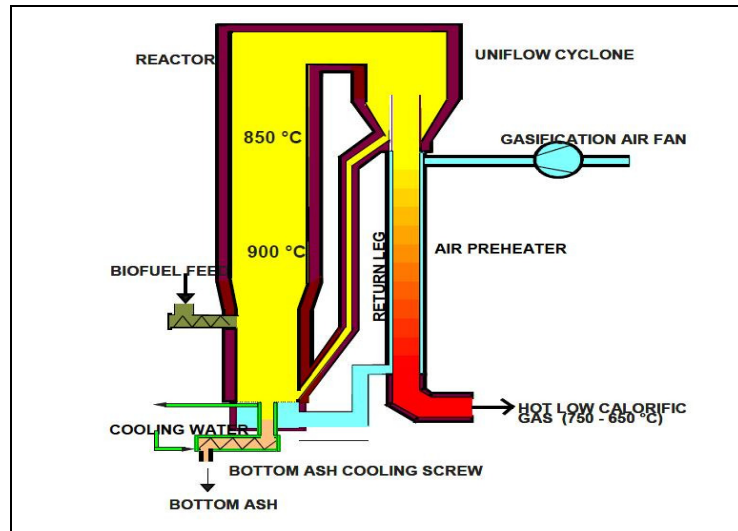 REACTOR
UNIFLOW CYCLONE
850 °C
GASIFICATION AIR FAN
900 °C
AIR PREHEATER
RETURN LEG
BIOFUEL FEED
HOT LOW CALORIFIC
GAS (750 - 650 °C)
COOLING WATER
BOTTOM ASH COOLING SCREW
BOTTOM ASH